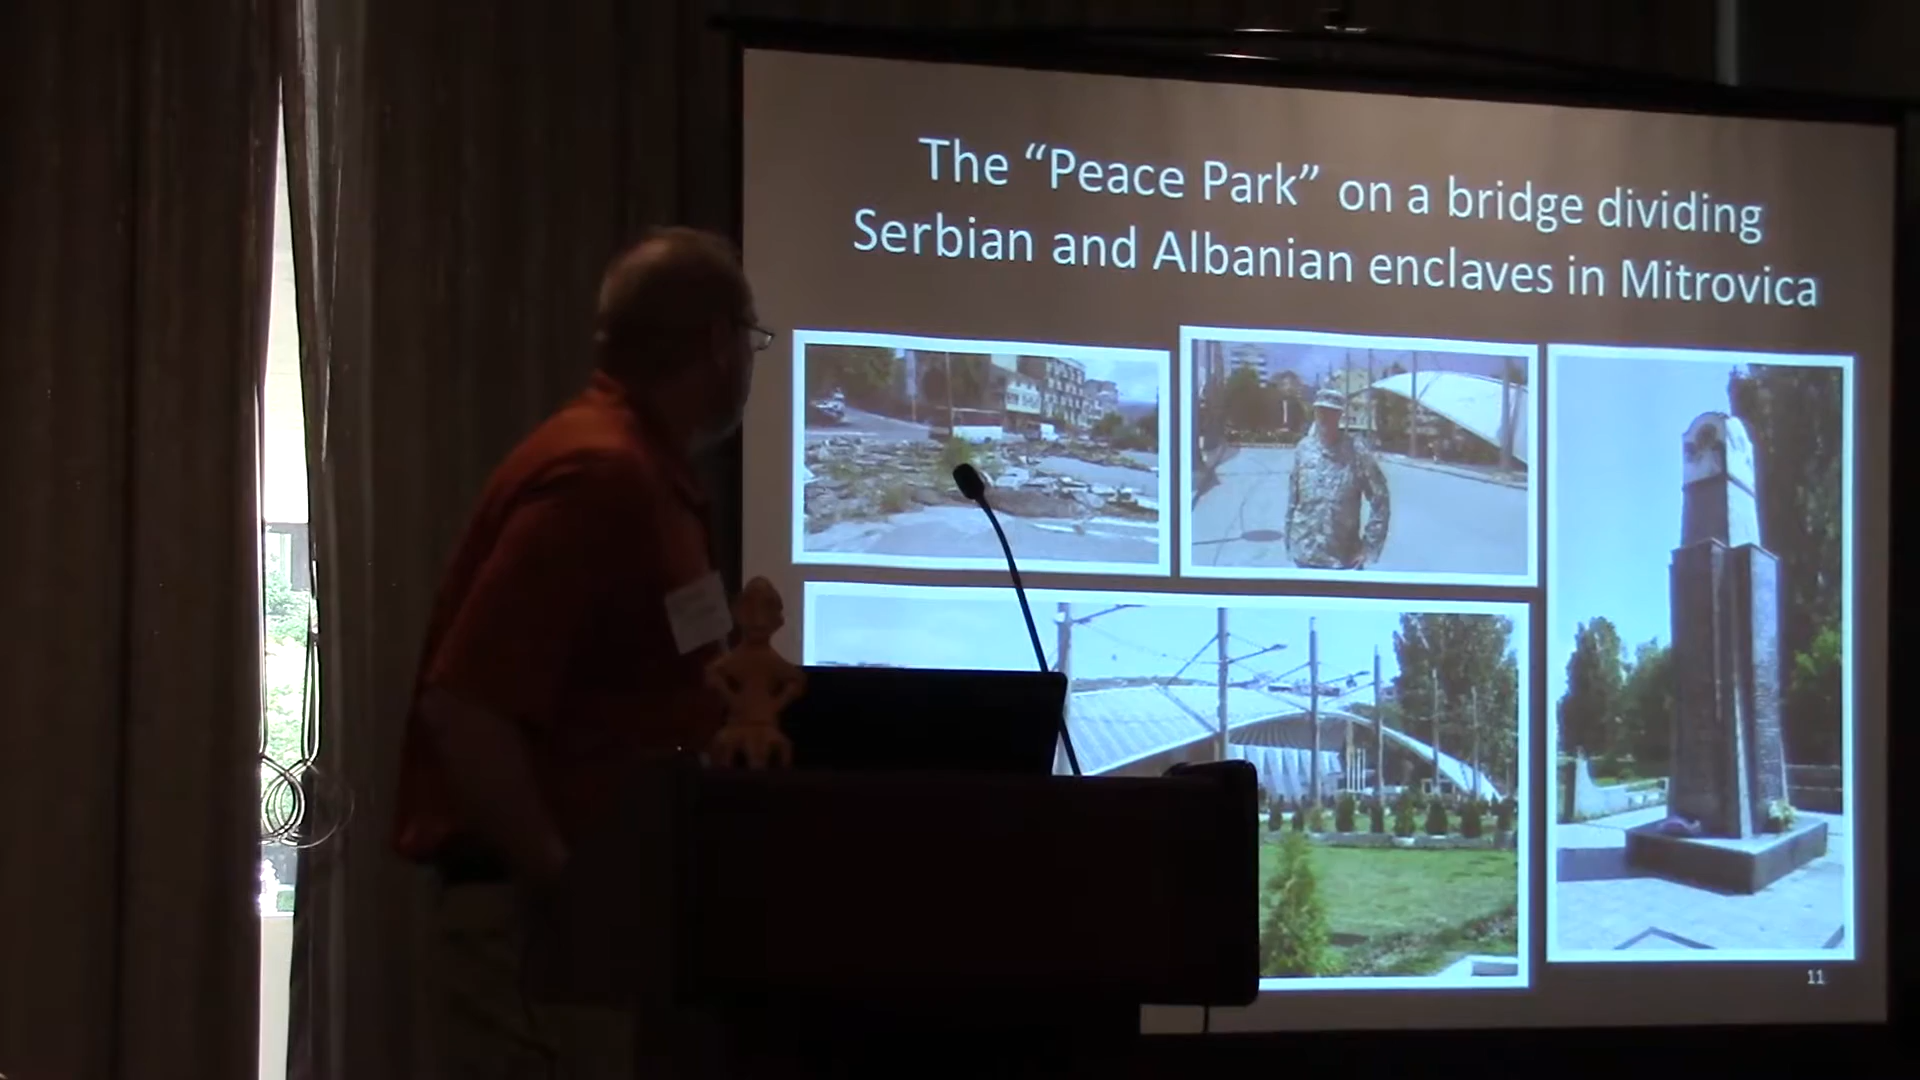 The “Peace Park” on a bridge dividing
Serbian and Albanian enclaves in Mitrovica
11